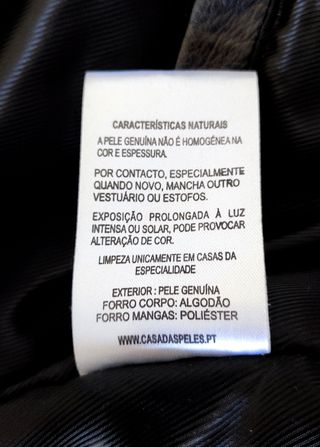 CARACTERÍSTICAS NATURAIS
A PELE GENUÍNA NÃO É HOMOGÉNEA NA
COR E ESPESSURA.
POR CONTACTO, ESPECIALMENTE
QUANDO NOVO, MANCHA OUTRO
VESTUÁRIO OU ESTOFOS.
EXPOSIÇÃO PROLONGADA À LUZ
INTENSA OU SOLAR, PODE PROVOCAR
ALTERAÇÃO DE COR.
LIMPEZA UNICAMENTE EM CASAS DA
ESPECIALIDADE
EXTERIOR : PELE GENUÍNA
FORRO CORPO: ALGODÃO
FORRO MANGAS: POLIÉSTER
WWW.CASADASPELES.PT